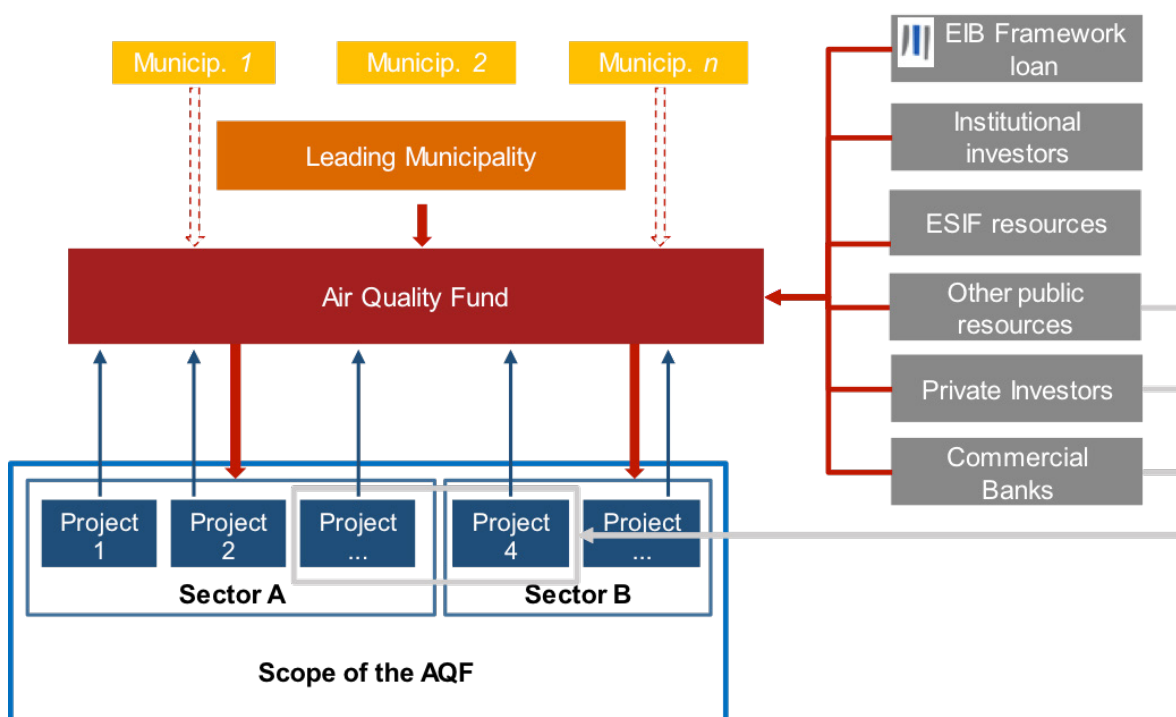 Municip. 1
Municip. 2
Municip. n
Leading Municipality
Air Quality Fund
EIB Framework
loan
Institutional
investors
ESIF resources
Other public
resources
Private Investors
Commercial
Banks
Project
1
Project
2
Project
...
Project
4
Project
...
Sector A
Sector B
Scope of the AQF